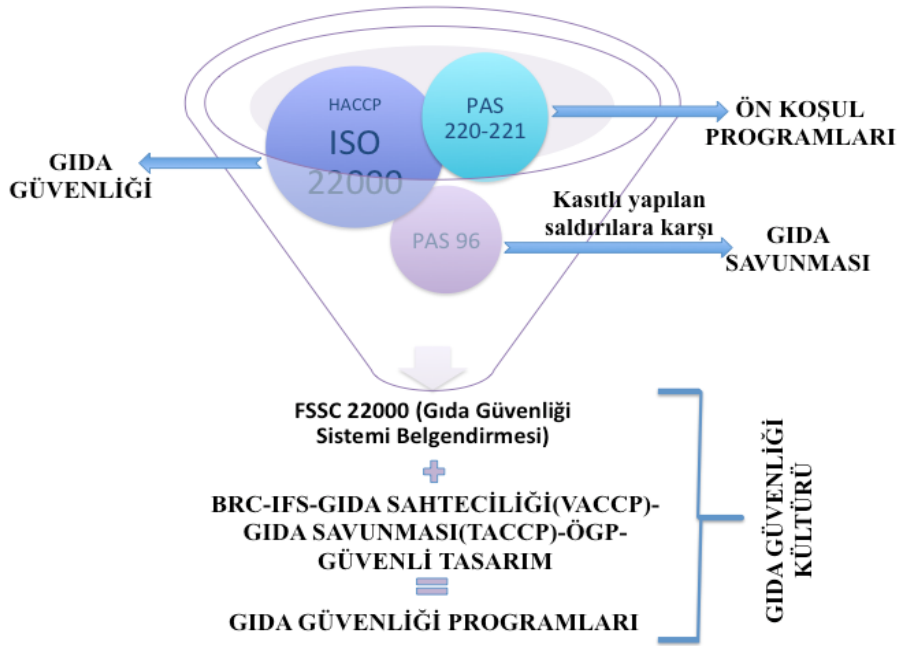 HACCP
ISO
22000
PAS
220-221
ÖN KOŞUL
PROGRAMLARI
GIDA
GÜVENLİĞİ
PAS 96
Kasıtlı yapılan
saldırılara karşı
GIDA
SAVUNMASI
FSSC 22000 (Gıda Güvenliği
Sistemi Belgendirmesi)
+
BRC-IFS-GIDA SAHTECİLİĞİ(VACCP)-
GIDA SAVUNMASI(TACCP)-ÖGP-
GÜVENLİ TASARIM
=
GIDA GÜVENLİĞİ PROGRAMLARI
GIDA GÜVENLİĞİ
KÜLTÜRÜ